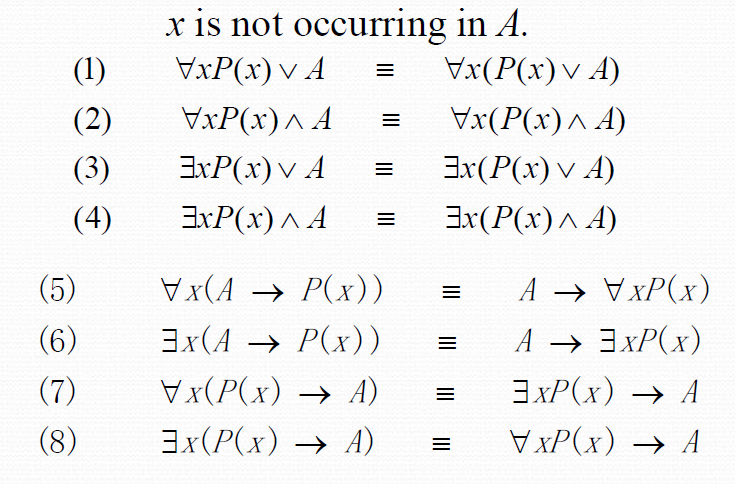 x is not occurring in A.
(1) ∀xP(x) ∨ A ≡ ∀x(P(x) ∨ A)
(2) ∀xP(x) ∧ A ≡ ∀x(P(x) ∧ A)
(3) ∃xP(x) ∨ A ≡ ∃x(P(x) ∨ A)
(4) ∃xP(x) ∧ A ≡ ∃x(P(x) ∧ A)
(5) ∀x(A → P(x)) ≡ A → ∀xP(x)
(6) ∃x(A → P(x)) ≡ A → ∃xP(x)
(7) ∀x(P(x) → A) ≡ ∃xP(x) → A
(8) ∃x(P(x) → A) ≡ ∀xP(x) → A